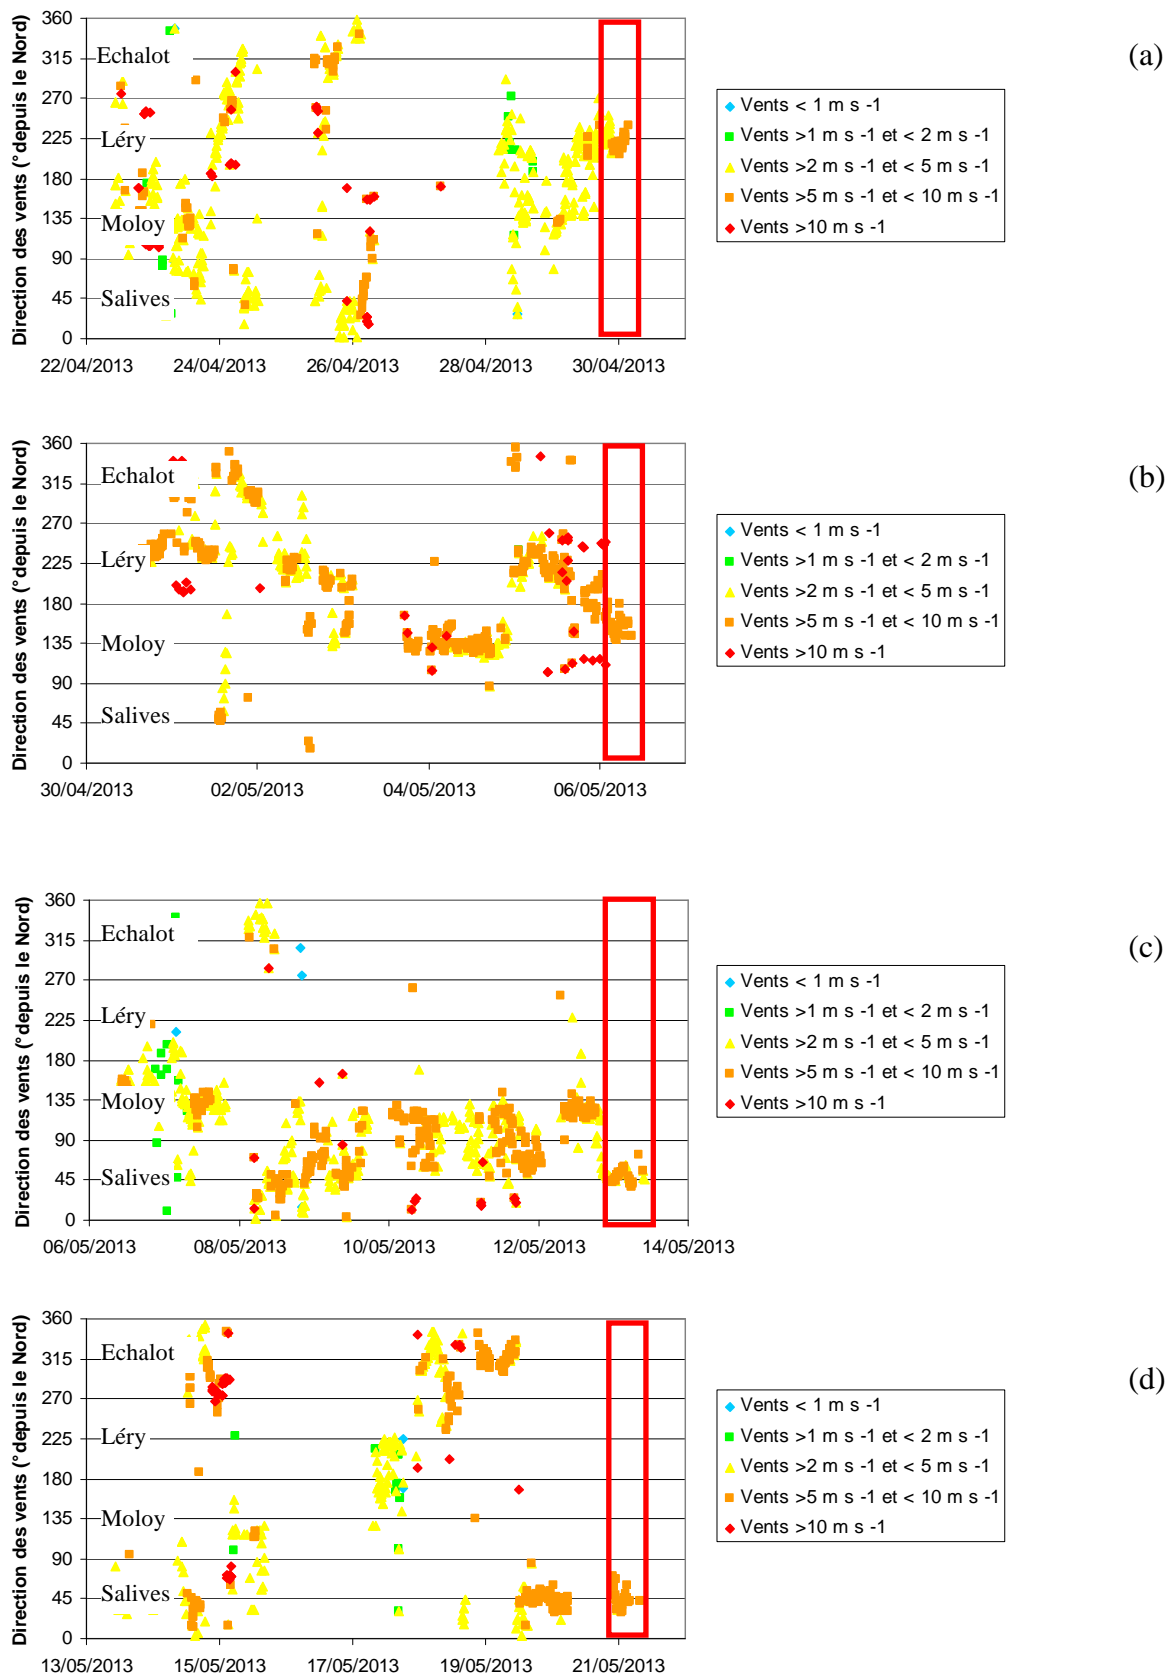 (a)
Direction des vents (°depuis le Nord)
360
315
270
225
180
135
90
45
0
Echalot
Léry
Moloy
Salives
22/04/2013 24/04/2013 26/04/2013 28/04/2013 30/04/2013
Vents < 1 m s -1
Vents >1 m s -1 et < 2 m s -1
Vents >2 m s -1 et < 5 m s -1
Vents >5 m s -1 et < 10 m s -1
Vents >10 m s -1
(b)
Direction des vents (°depuis le Nord)
360
315
270
225
180
135
90
45
0
Echalot
Léry
Moloy
Salives
30/04/2013 02/05/2013 04/05/2013 06/05/2013
Vents < 1 m s -1
Vents >1 m s -1 et < 2 m s -1
Vents >2 m s -1 et < 5 m s -1
Vents >5 m s -1 et < 10 m s -1
Vents >10 m s -1
(c)
Direction des vents (°depuis le Nord)
360
315
270
225
180
135
90
45
0
Echalot
Léry
Moloy
Salives
06/05/2013 08/05/2013 10/05/2013 12/05/2013 14/05/2013
Vents < 1 m s -1
Vents >1 m s -1 et < 2 m s -1
Vents >2 m s -1 et < 5 m s -1
Vents >5 m s -1 et < 10 m s -1
Vents >10 m s -1
(d)
Direction des vents (°depuis le Nord)
360
315
270
225
180
135
90
45
0
Echalot
Léry
Moloy
Salives
13/05/2013 15/05/2013 17/05/2013 19/05/2013 21/05/2013
Vents < 1 m s -1
Vents >1 m s -1 et < 2 m s -1
Vents >2 m s -1 et < 5 m s -1
Vents >5 m s -1 et < 10 m s -1
Vents >10 m s -1